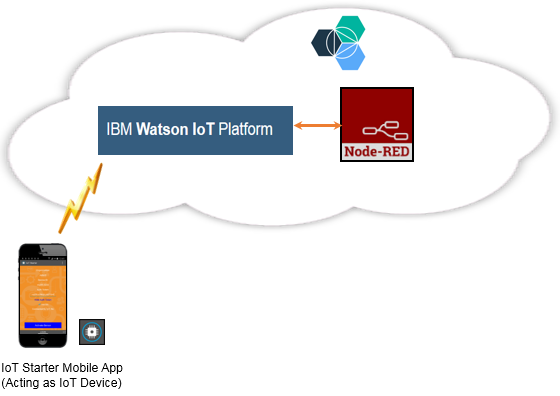 IBM Watson IoT Platform
Node-RED
IoT Starter Mobile App
(Acting as IoT Device)